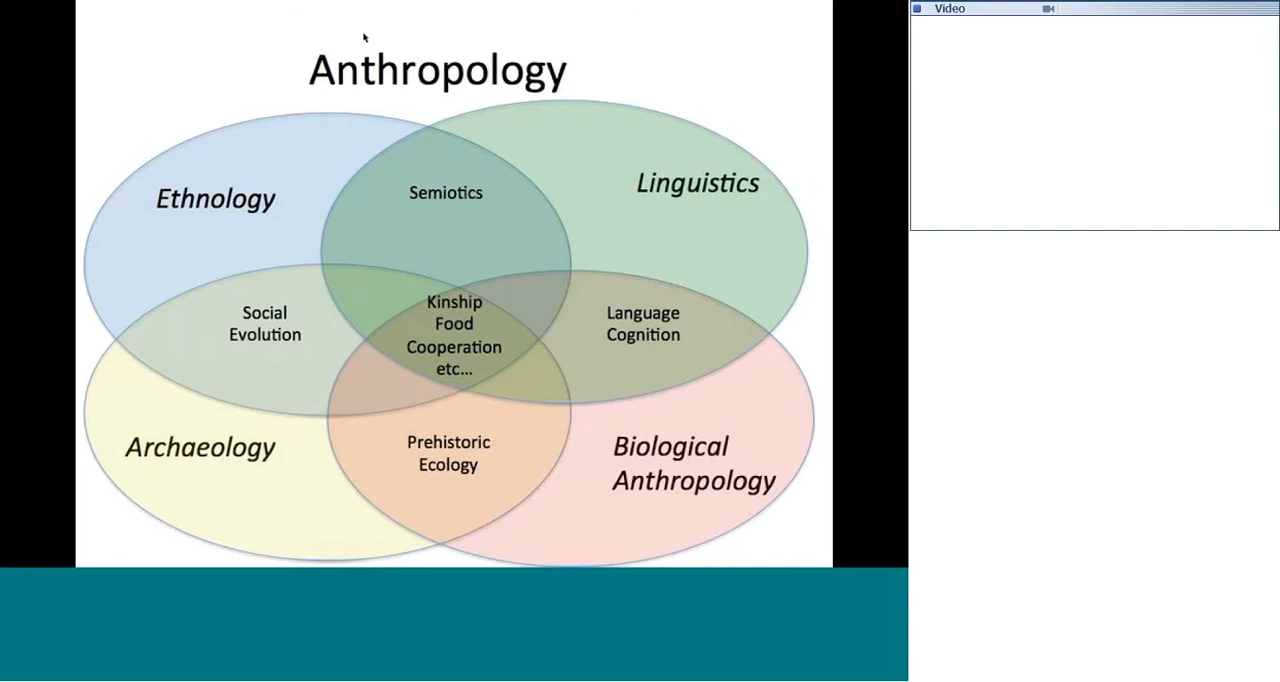 Video
Anthropology
Ethnology
Semiotics
Linguistics
Social
Evolution
Kinship
Food
Cooperation
etc...
Language
Cognition
Archaeology
Prehistoric
Ecology
Biological
Anthropology